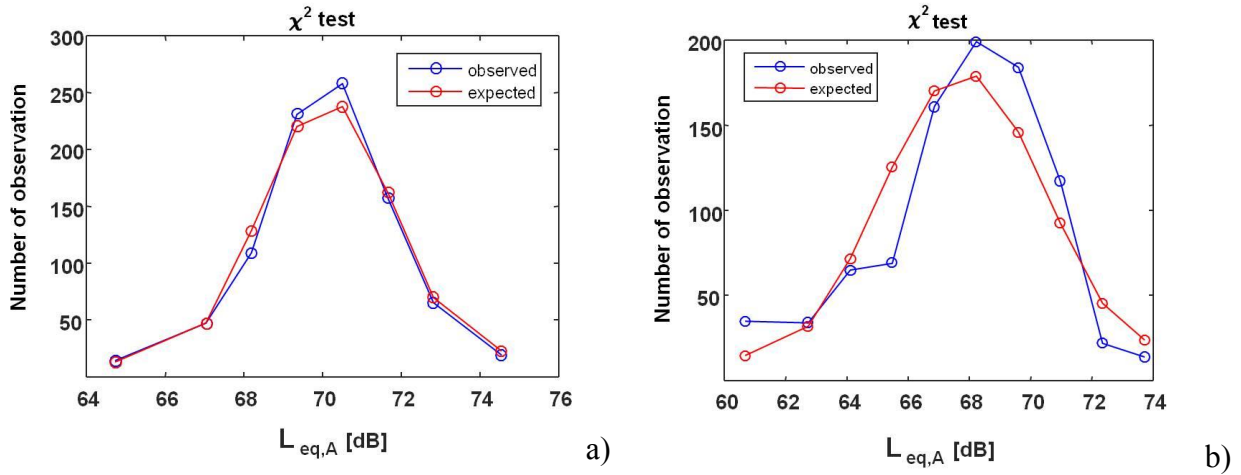 χ² test
300
250
200
150
100
50
64 66 68 70 72 74 76
Number of observation
L eq,A [dB]
observed
expected
a)
χ² test
200
150
100
50
60 62 64 66 68 70 72 74
Number of observation
L eq,A [dB]
observed
expected
b)